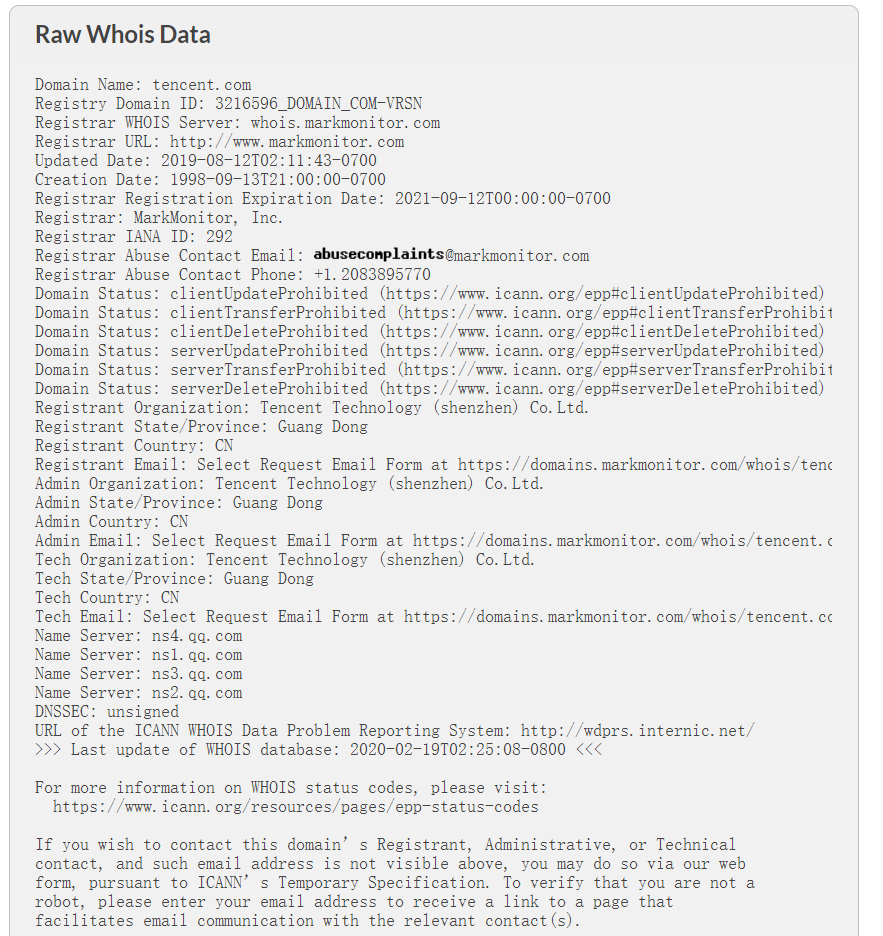 Raw Whois Data
Domain Name: tencent.com
Registry Domain ID: 3216596_DOMAIN_COM-VRSN
Registrar WHOIS Server: whois.markmonitor.com
Registrar URL: http://www.markmonitor.com
Updated Date: 2019-08-12T02:11:43-0700
Creation Date: 1998-09-13T21:00:00-0700
Registrar Registration Expiration Date: 2021-09-12T00:00:00-0700
Registrar: MarkMonitor, Inc.
Registrar IANA ID: 292
Registrar Abuse Contact Email: abusecomplaints@markmonitor.com
Registrar Abuse Contact Phone: +1.2083895770
Domain Status: clientUpdateProhibited (https://www.icann.org/epp#clientUpdateProhibited)
Domain Status: clientTransferProhibited (https://www.icann.org/epp#clientTransferProhibit
Domain Status: clientDeleteProhibited (https://www.icann.org/epp#clientDeleteProhibited)
Domain Status: serverUpdateProhibited (https://www.icann.org/epp#serverUpdateProhibited)
Domain Status: serverTransferProhibited (https://www.icann.org/epp#serverTransferProhibit
Domain Status: serverDeleteProhibited (https://www.icann.org/epp#serverDeleteProhibited)
Registrant Organization: Tencent Technology (shenzhen) Co.Ltd.
Registrant State/Province: Guang Dong
Registrant Country: CN
Registrant Email: Select Request Email Form at https://domains.markmonitor.com/whois/tenc
Admin Organization: Tencent Technology (shenzhen) Co.Ltd.
Admin State/Province: Guang Dong
Admin Country: CN
Admin Email: Select Request Email Form at https://domains.markmonitor.com/whois/tencent.c
Tech Organization: Tencent Technology (shenzhen) Co.Ltd.
Tech State/Province: Guang Dong
Tech Country: CN
Tech Email: Select Request Email Form at https://domains.markmonitor.com/whois/tencent.co
Name Server: ns4.qq.com
Name Server: ns1.qq.com
Name Server: ns3.qq.com
Name Server: ns2.qq.com
DNSSEC: unsigned
URL of the ICANN WHOIS Data Problem Reporting System: http://wdprs.internic.net/
>>> Last update of WHOIS database: 2020-02-19T02:25:08-0800 <<<
For more information on WHOIS status codes, please visit:
https://www.icann.org/resources/pages/epp-status-codes
If you wish to contact this domain’s Registrant, Administrative, or Technical
contact, and such email address is not visible above, you may do so via our web
form, pursuant to ICANN’s Temporary Specification. To verify that you are not a
robot, please enter your email address to receive a link to a page that
facilitates email communication with the relevant contact(s).